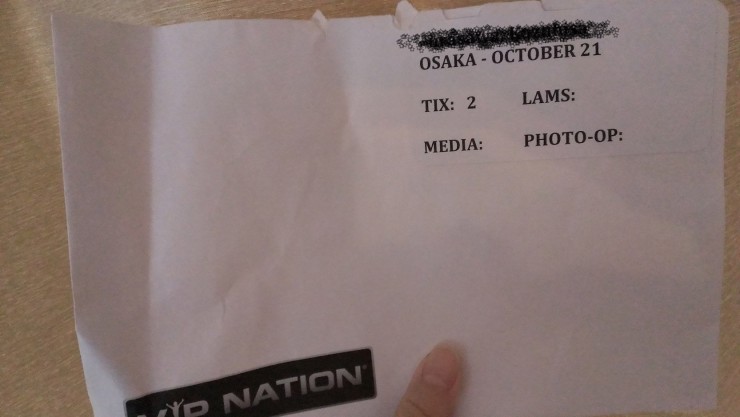 OSAKA - OCTOBER 21
TIX: 2 LAMS:
MEDIA: PHOTO-OP:
VIP NATION